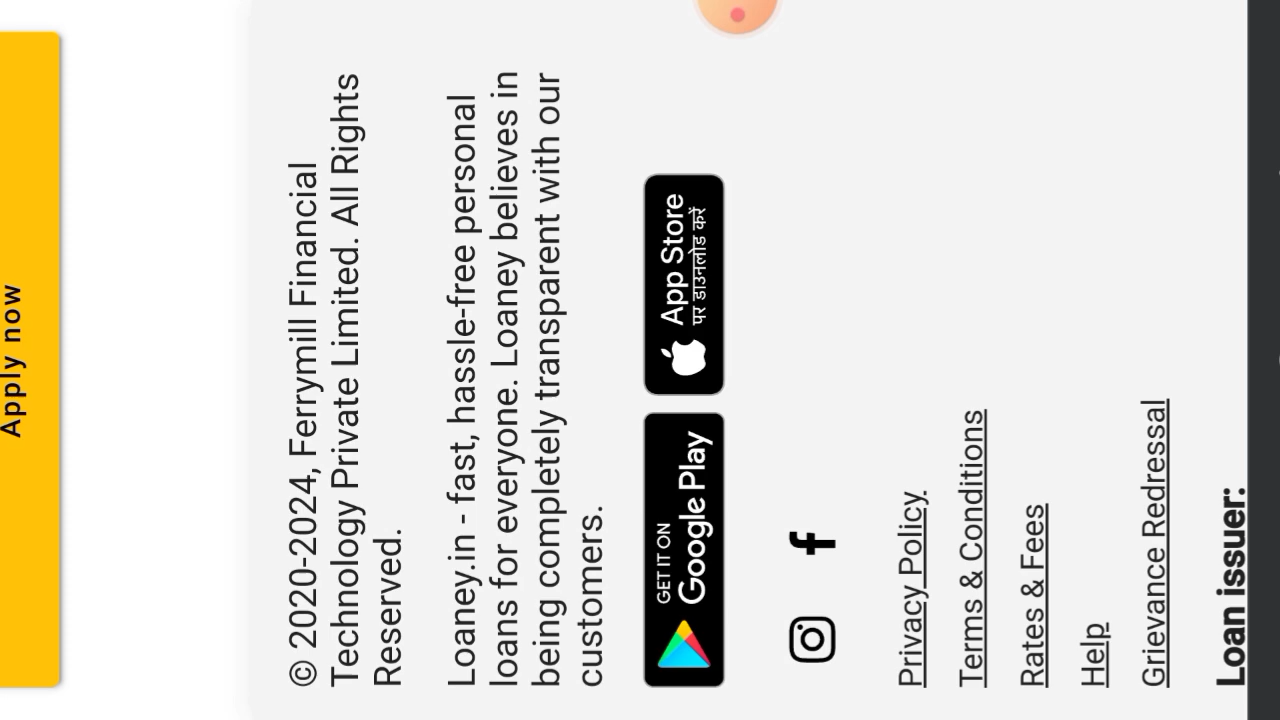 Apply now
© 2020-2024, Ferrymill Financial
Technology Private Limited. All Rights
Reserved.
Loaney.in - fast, hassle-free personal
loans for everyone. Loaney believes in
being completely transparent with our
customers.
GET IT ON
Google Play
App Store
पर डाउनलोड करें
Privacy Policy.
Terms & Conditions
Rates & Fees
Help
Grievance Redressal
Loan issuer: